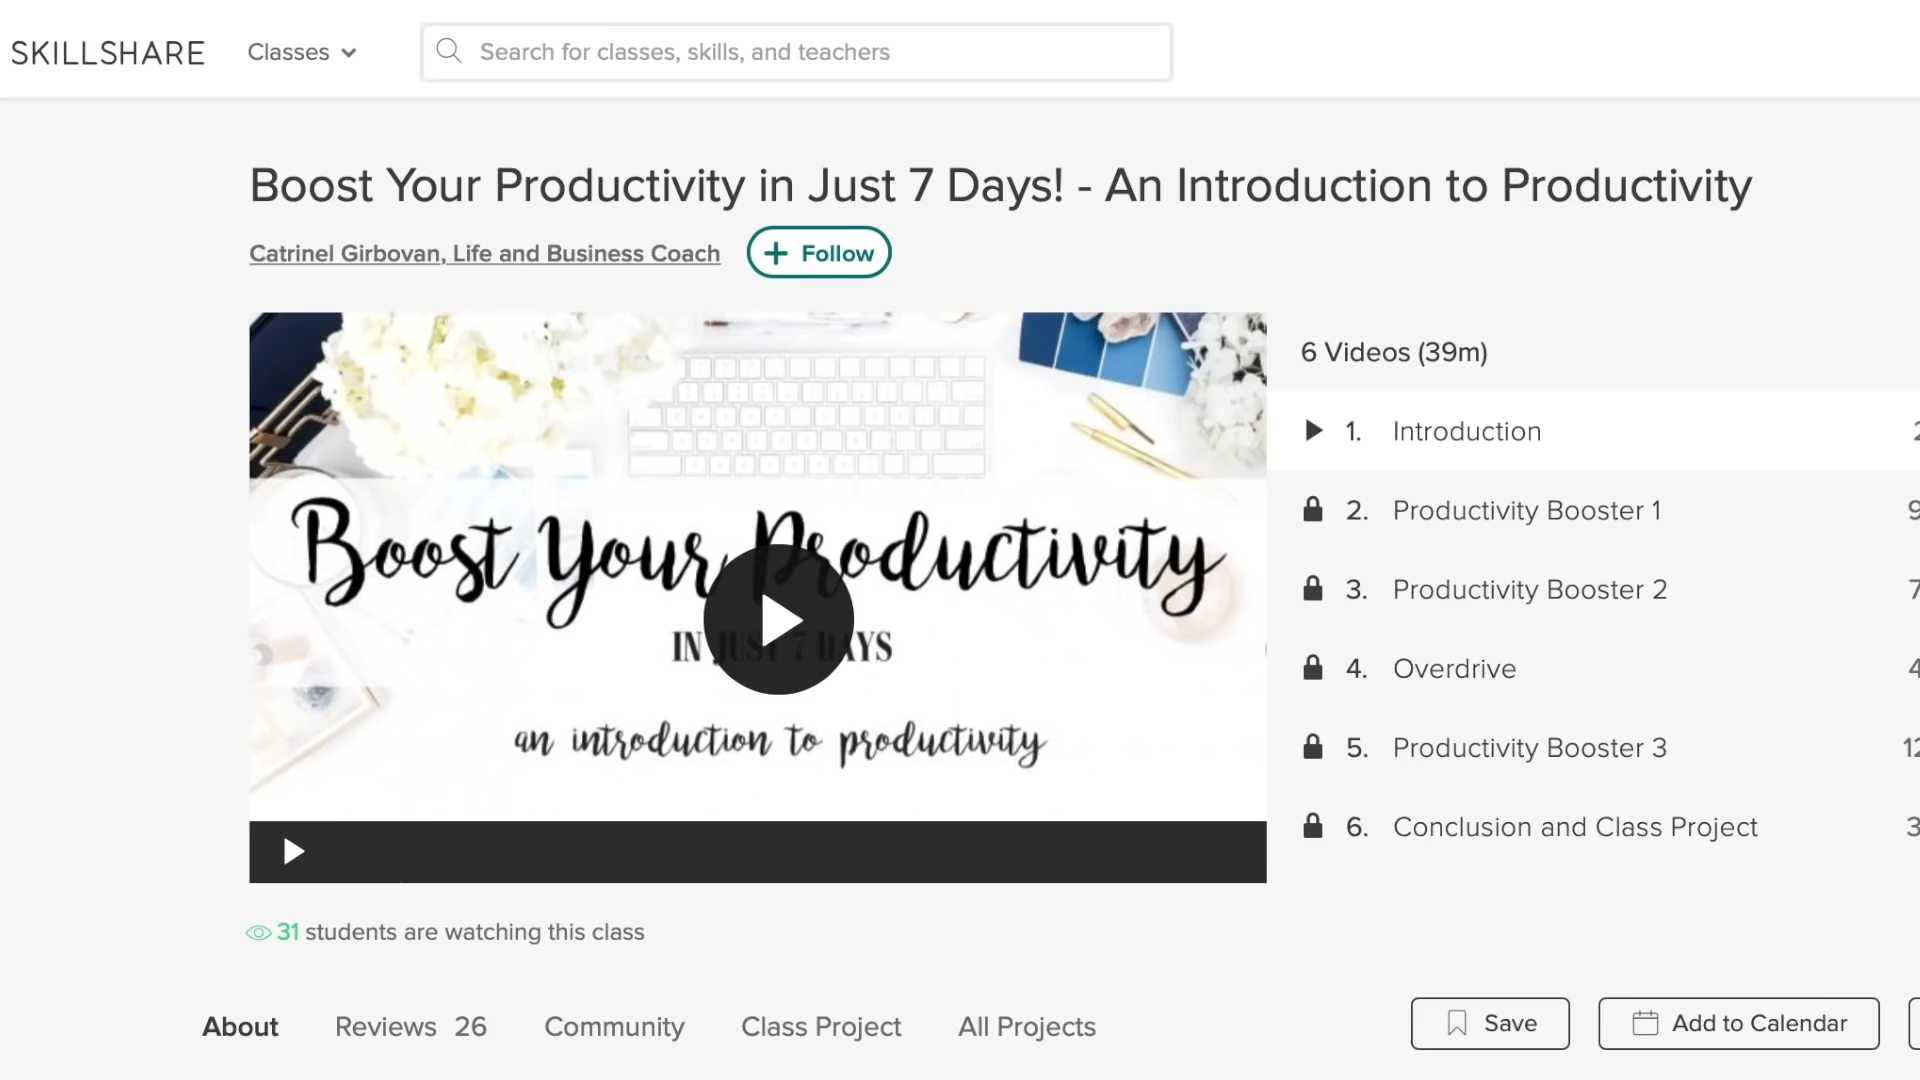 SKILLSHARE Classes Search for classes, skills, and teachers
Boost Your Productivity in Just 7 Days! - An Introduction to Productivity
Catrinel Girbovan, Life and Business Coach + Follow
Boost Your Productivity
IN JUST 7 DAYS
an introduction to productivity
6 Videos (39m)
1. Introduction
2. Productivity Booster 1
3. Productivity Booster 2
4. Overdrive
5. Productivity Booster 3
6. Conclusion and Class Project
31 students are watching this class
About Reviews 26 Community Class Project All Projects Save Add to Calendar